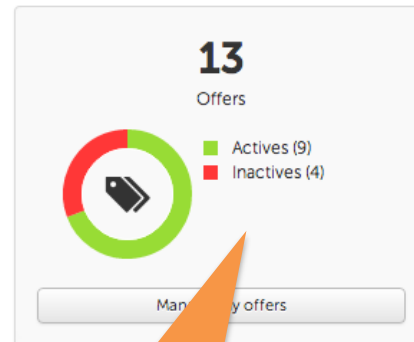 13
Offers
Actives (9)
Inactives (4)
offers